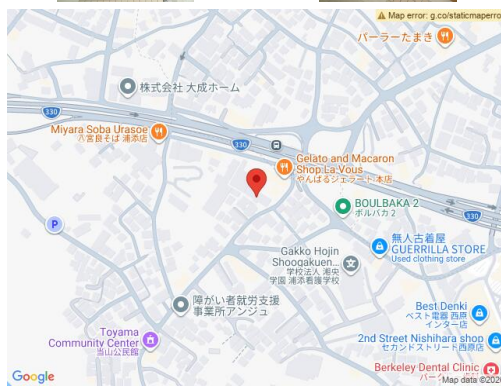 Map error: g.co/staticmaperro
パーラーたまき
株式会社 大成ホーム
330
Miyara Soba Urasoe
八宮良そば 浦添店
330
Gelato and Macaron
Shop La Vous
やんばるジェラート 本店
BOULBAKA 2
ボルバカ 2
330
P
無人古着屋
GUERRILLA STORE
Used clothing store
Gakko Hojin
Shoogakuen...
学校法人 湘央
学園 浦添看護学校
障がい者就労支援
事業所アンジュ
Best Denki
ベスト電器 西原
インター店
Toyama
Community Center
当山公民館
2nd Street Nishihara shop
セカンドストリート西原店
Berkeley Dental Clinic
Google
Map data ©202